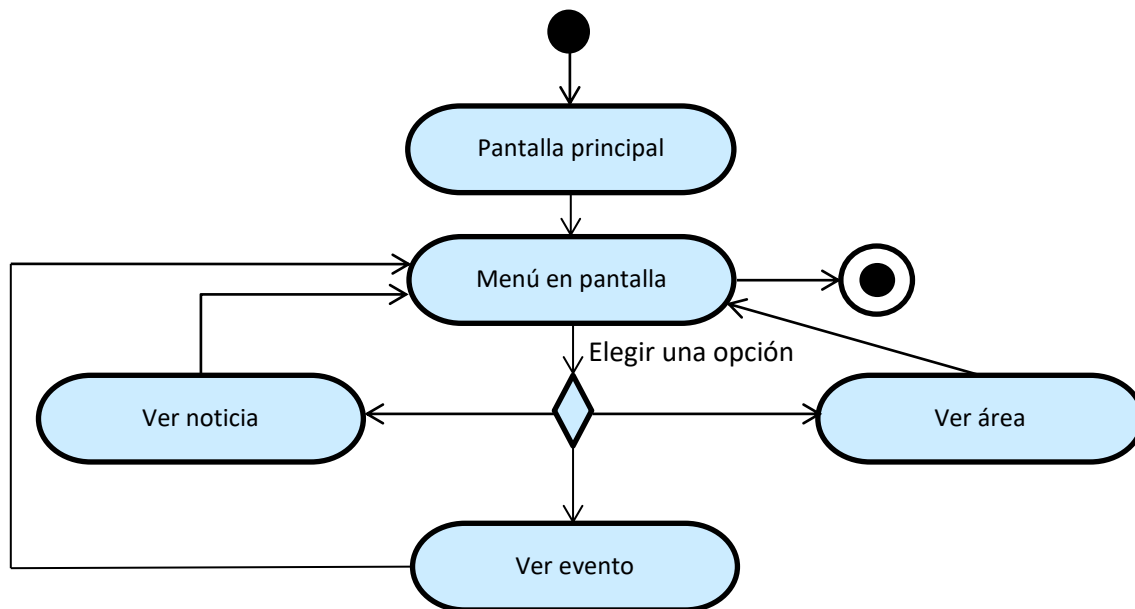 Pantalla principal
Menú en pantalla
Elegir una opción
Ver noticia
Ver área
Ver evento